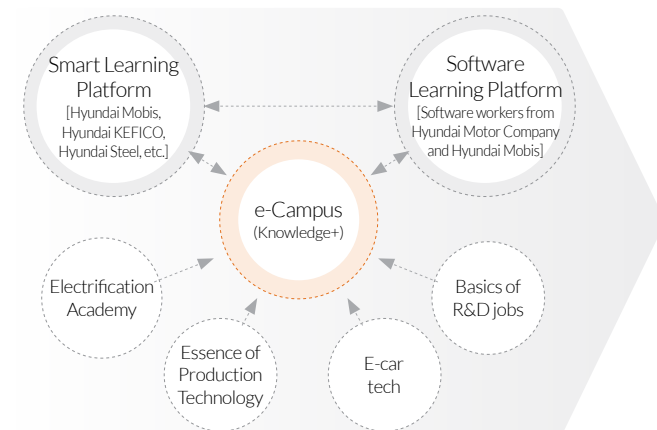 Smart Learning
Platform
[Hyundai Mobis,
Hyundai KEFICO,
Hyundai Steel, etc.]
Software
Learning Platform
[Software workers from
Hyundai Motor Company
and Hyundai Mobis]
e-Campus
(Knowledge+)
Electrification
Academy
Essence of
Production
Technology
E-car
tech
Basics of
R&D jobs